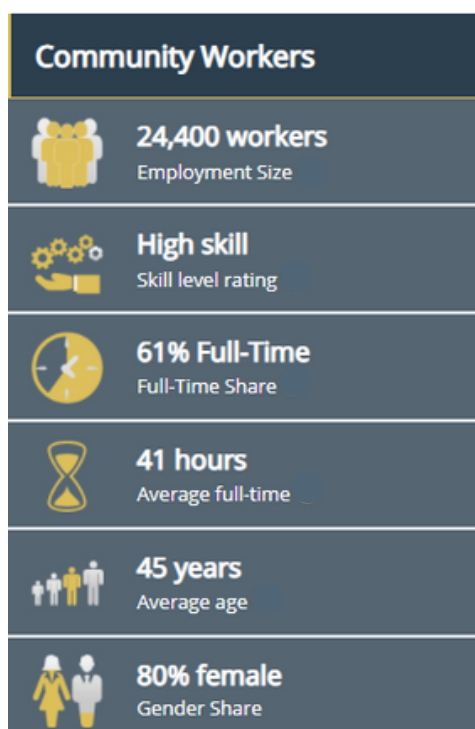 Community Workers
24,400 workers
Employment Size
High skill
Skill level rating
61% Full-Time
Full-Time Share
41 hours
Average full-time
45 years
Average age
80% female
Gender Share